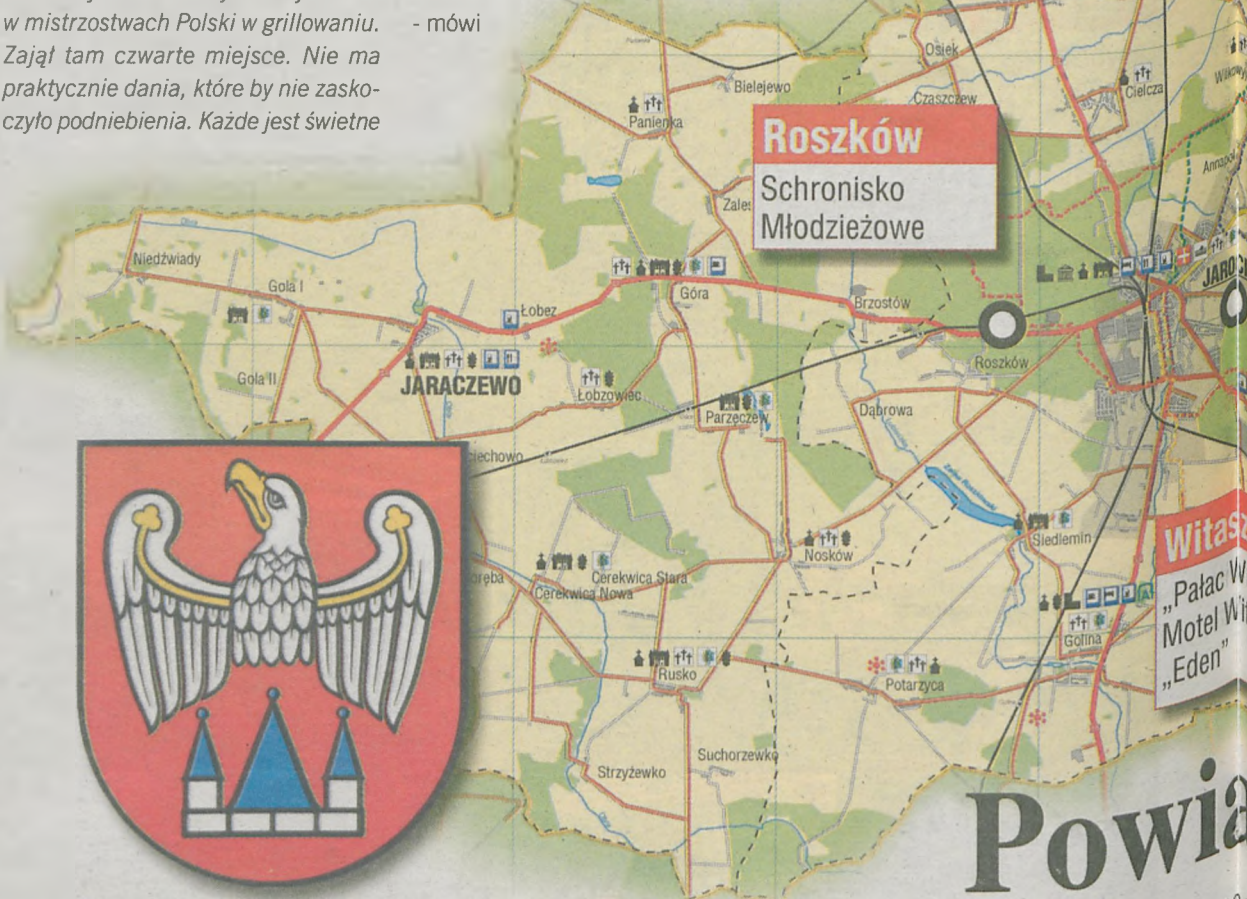 w mistrzostwach Polski w grillowaniu.
Zajął tam czwarte miejsce. Nie ma
praktycznie dania, które by nie zasko-
czyło podniebienia. Każde jest świetne
- mówi
Osiek
Bielejewo
Czaszczew
Cielcza
Panienka
Roszków
Schronisko
Młodzieżowe
Annapol
Niedźwiady
Gola I
Łobez
Góra
Brzostów
Roszków
Gola II
JARACZEWO
Łobzowiec
Parzęczew
Dąbrowa
Nosków
Siedlemin
Cerekwica Stara
Cerekwica Nowa
Golina
Rusko
Potarzyca
Suchorzewko
Strzyżewko
„Pałac W
Motel Wi
„Eden”